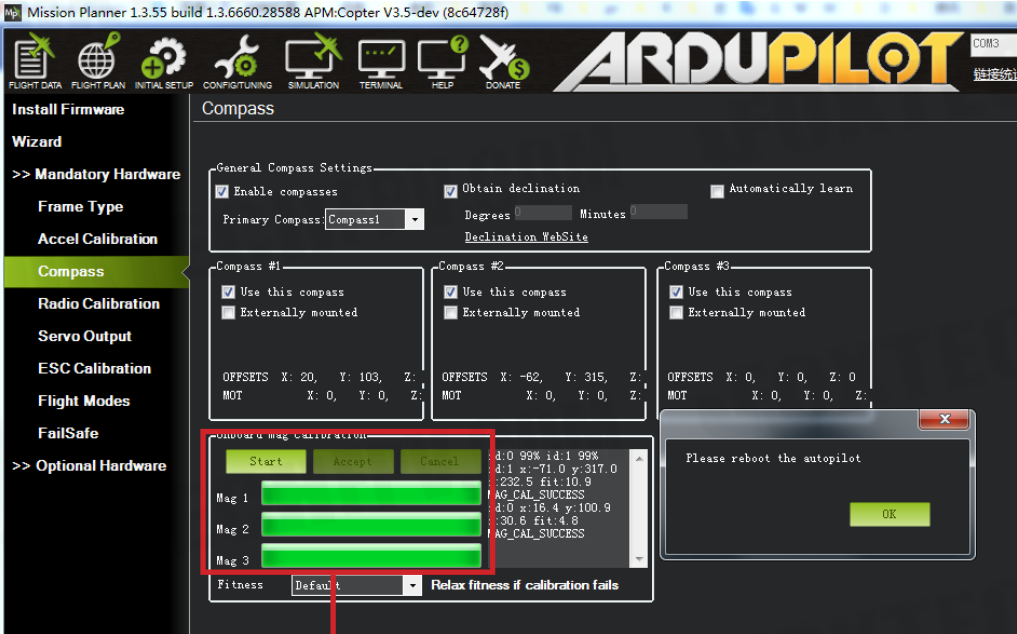 Mission Planner 1.3.55 build 1.3.6660.28588 APM:Copter V3.5-dev (8c64728f)
FLIGHT DATA FLIGHT PLAN INITIAL SETUP CONFIG/TUNING SIMULATION TERMINAL HELP DONATE
ARDUPILOT
COM3
链接统计
Install Firmware
Wizard
>> Mandatory Hardware
Frame Type
Accel Calibration
Compass
Radio Calibration
Servo Output
ESC Calibration
Flight Modes
FailSafe
>> Optional Hardware
Compass
General Compass Settings
Enable compasses Obtain declination Automatically learn
Primary Compass: Compass1 Degrees 0 Minutes 0
Declination WebSite
Compass #1
Use this compass
Externally mounted
OFFSETS X: 20, Y: 103, Z:
MOT X: 0, Y: 0, Z:
Compass #2
Use this compass
Externally mounted
OFFSETS X: -62, Y: 315, Z:
MOT X: 0, Y: 0, Z:
Compass #3
Use this compass
Externally mounted
OFFSETS X: 0, Y: 0, Z: 0
MOT X: 0, Y: 0, Z:
Onboard Mag Calibration
Start Accept Cancel
Mag 1
Mag 2
Mag 3
d:0 99% id:1 99%
d:1 x:-71.0 y:317.0
:232.5 fit:10.9
MAG_CAL_SUCCESS
d:0 x:16.4 y:100.9
:30.6 fit:4.8
MAG_CAL_SUCCESS
Fitness Default Relax fitness if calibration fails
Please reboot the autopilot
OK